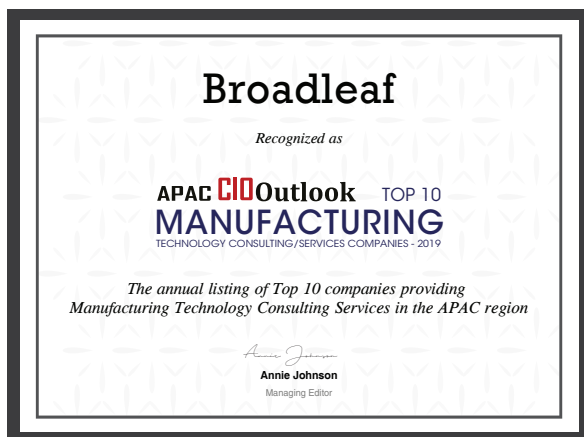 Broadleaf
Recognized as
APAC CIOOutlook TOP 10
MANUFACTURING
TECHNOLOGY CONSULTING/SERVICES COMPANIES - 2019
The annual listing of Top 10 companies providing
Manufacturing Technology Consulting Services in the APAC region
Annie Johnson
Annie Johnson
Managing Editor